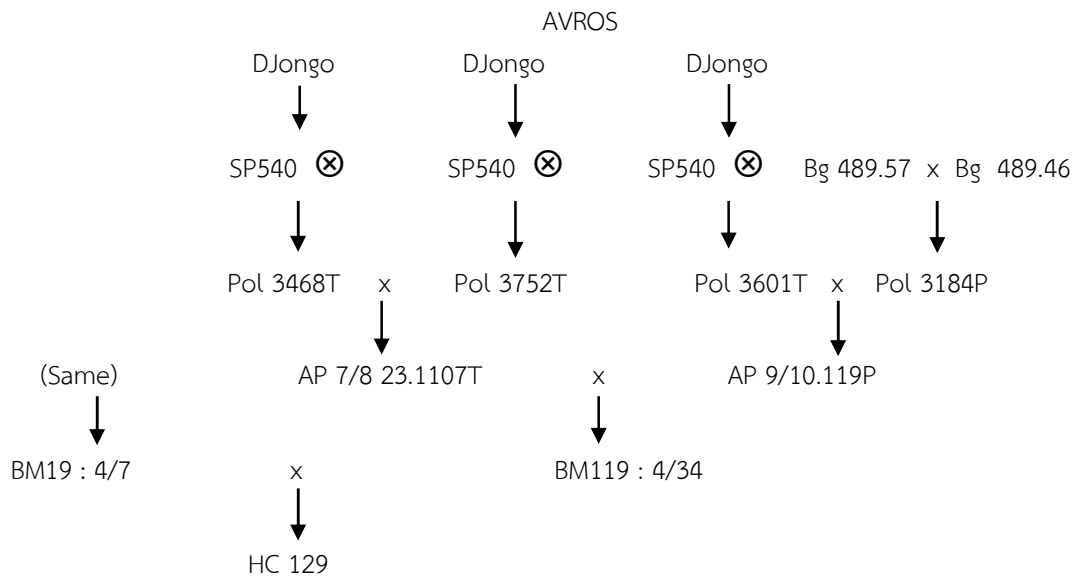 AVROS
DJongo DJongo DJongo
SP540 ⊗ SP540 ⊗ SP540 ⊗ Bg 489.57 x Bg 489.46
Pol 3468T x Pol 3752T Pol 3601T x Pol 3184P
(Same) AP 7/8 23.1107T x AP 9/10.119P
BM19 : 4/7 x BM119 : 4/34
HC 129